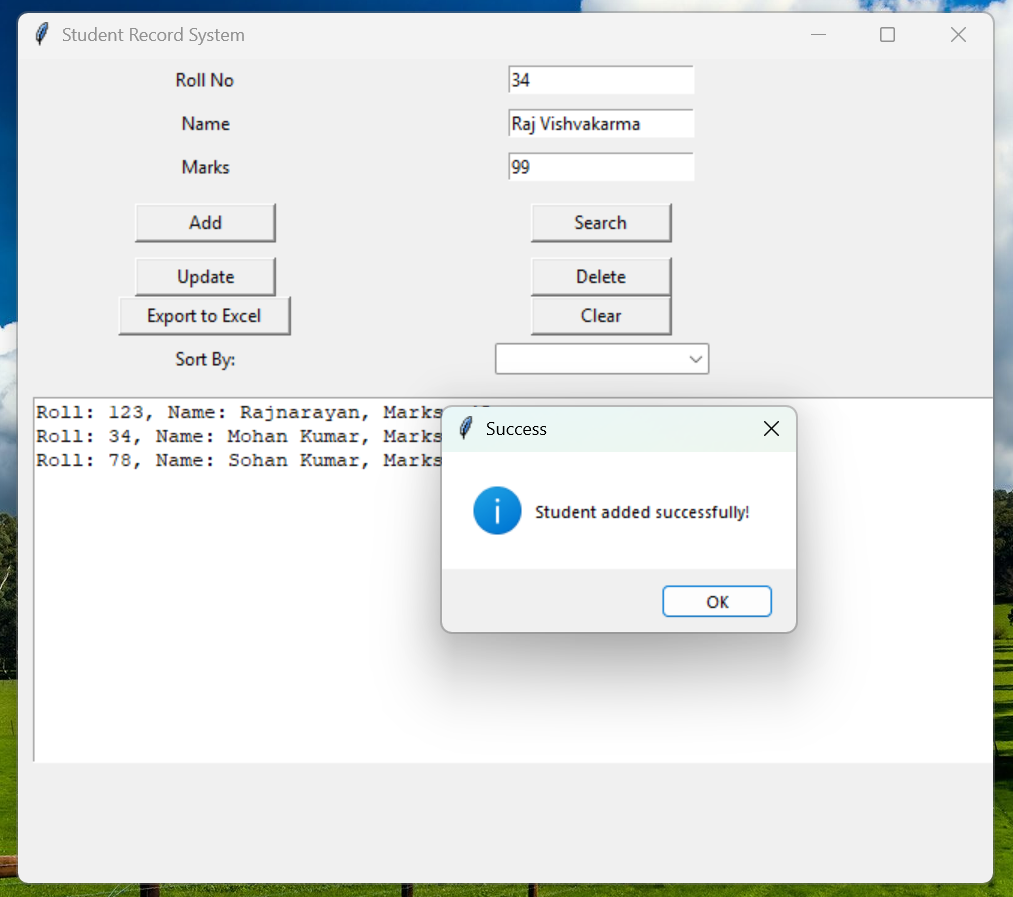 Student Record System
Roll No 34
Name Raj Vishvakarma
Marks 99
Add Search
Update Delete
Export to Excel Clear
Sort By:
Roll: 123, Name: Rajnarayan, Marks
Roll: 34, Name: Mohan Kumar, Marks
Roll: 78, Name: Sohan Kumar, Marks
Success
Student added successfully!
OK